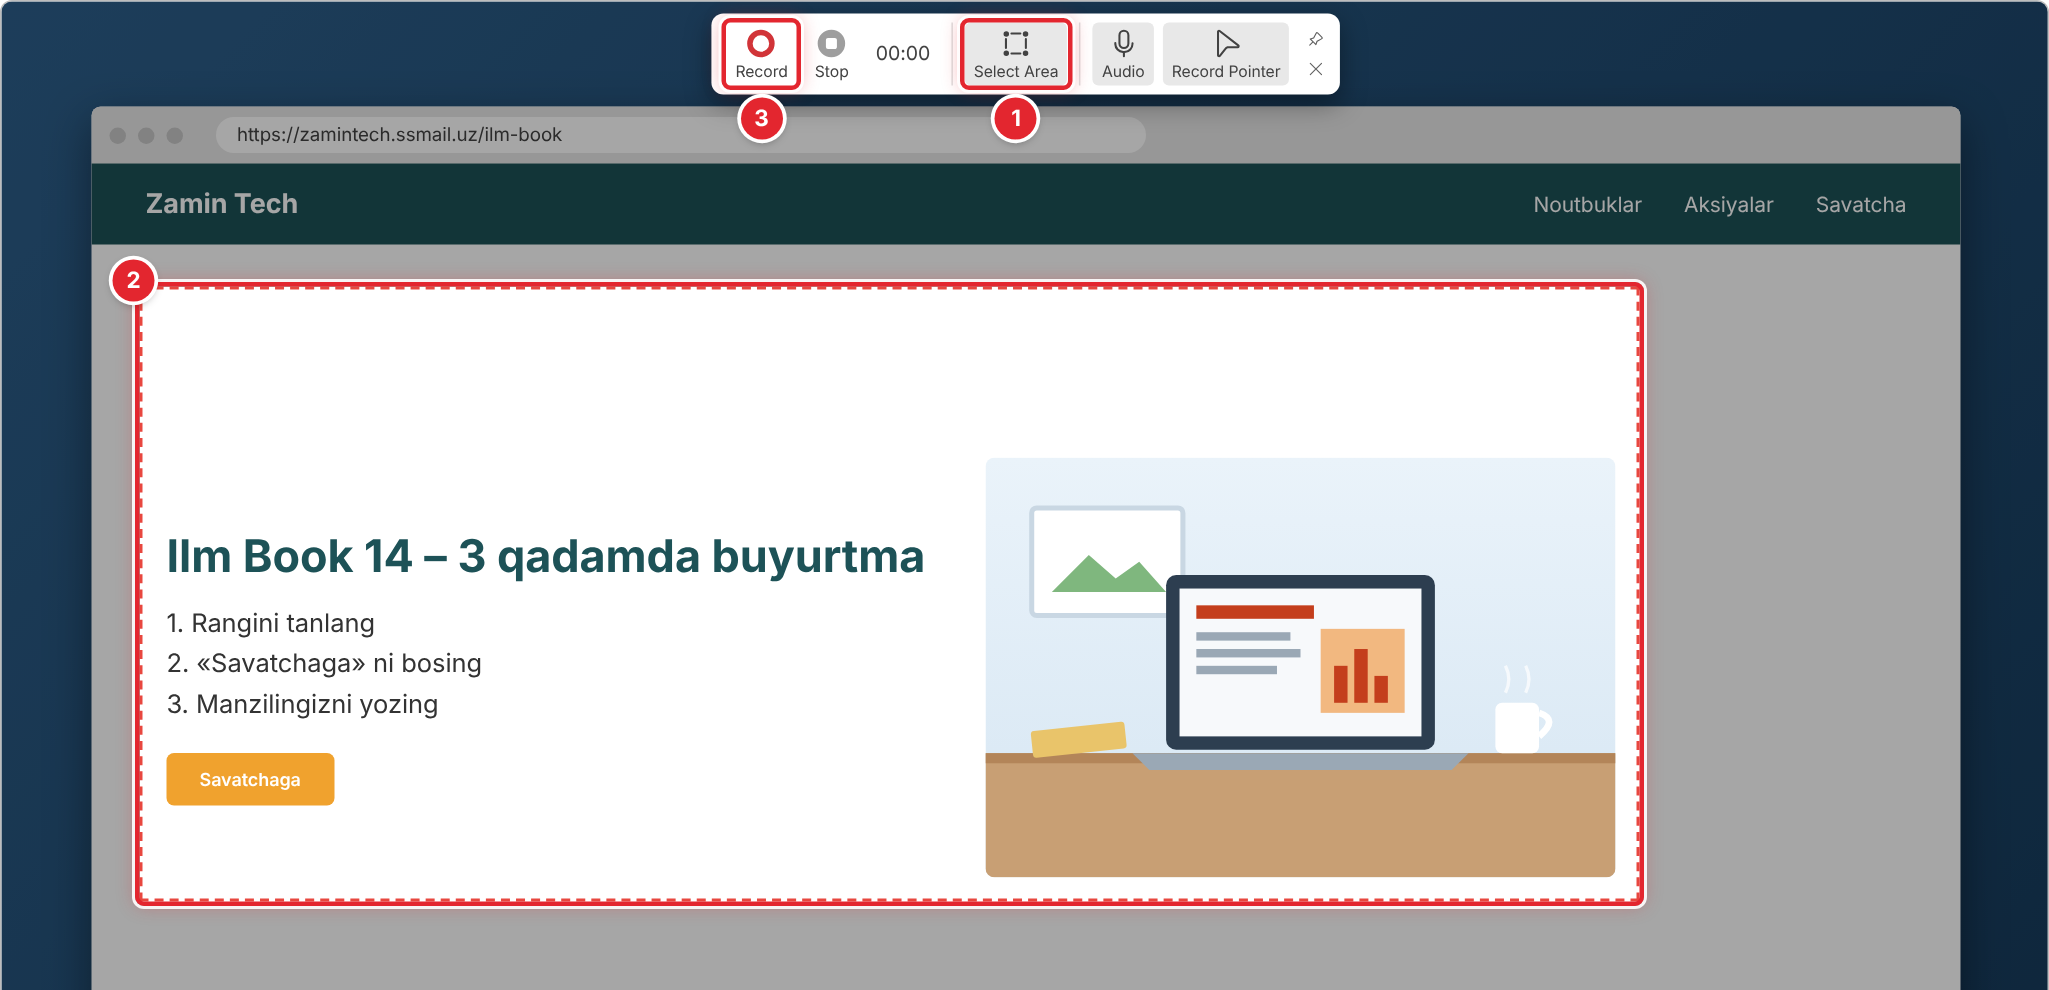 Record
Stop
00:00
Select Area
Audio
Record Pointer
3
1
https://zamintech.ssmail.uz/ilm-book
Zamin Tech
Noutbuklar
Aksiyalar
Savatcha
2
Ilm Book 14 – 3 qadamda buyurtma
1. Rangini tanlang
2. «Savatchaga» ni bosing
3. Manzilingizni yozing
Savatchaga